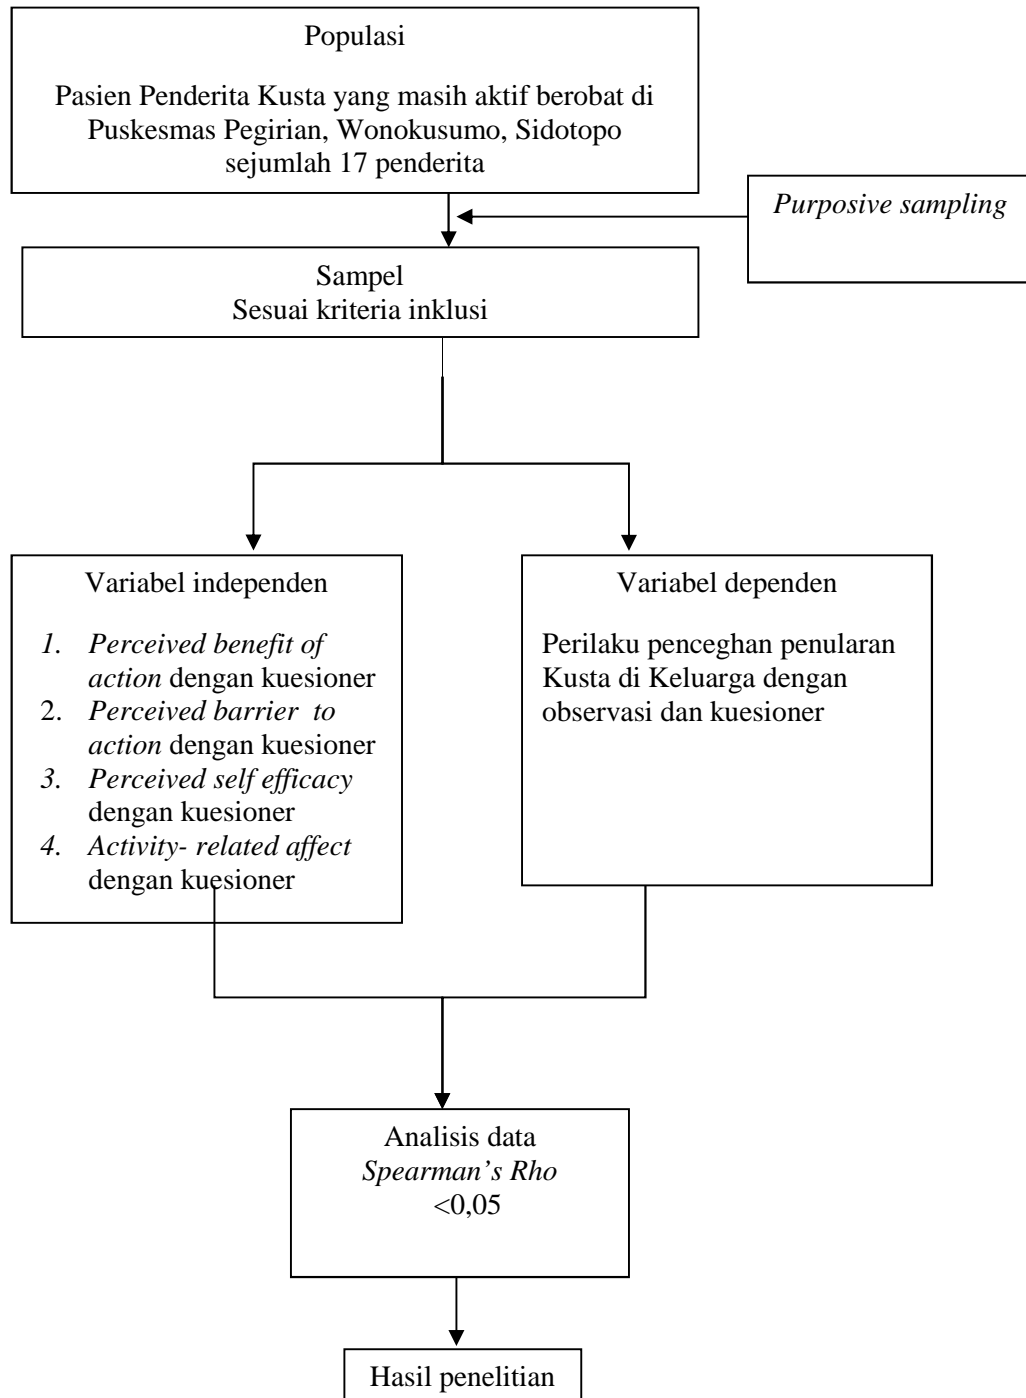 Populasi
Pasien Penderita Kusta yang masih aktif berobat di
Puskesmas Pegirian, Wonokusumo, Sidotopo
sejumlah 17 penderita
Purposive sampling
Sampel
Sesuai kriteria inklusi
Variabel independen
1. Perceived benefit of
action dengan kuesioner
2. Perceived barrier to
action dengan kuesioner
3. Perceived self efficacy
dengan kuesioner
4. Activity- related affect
dengan kuesioner
Variabel dependen
Perilaku penceghan penularan
Kusta di Keluarga dengan
observasi dan kuesioner
Analisis data
Spearman’s Rho
<0,05
Hasil penelitian